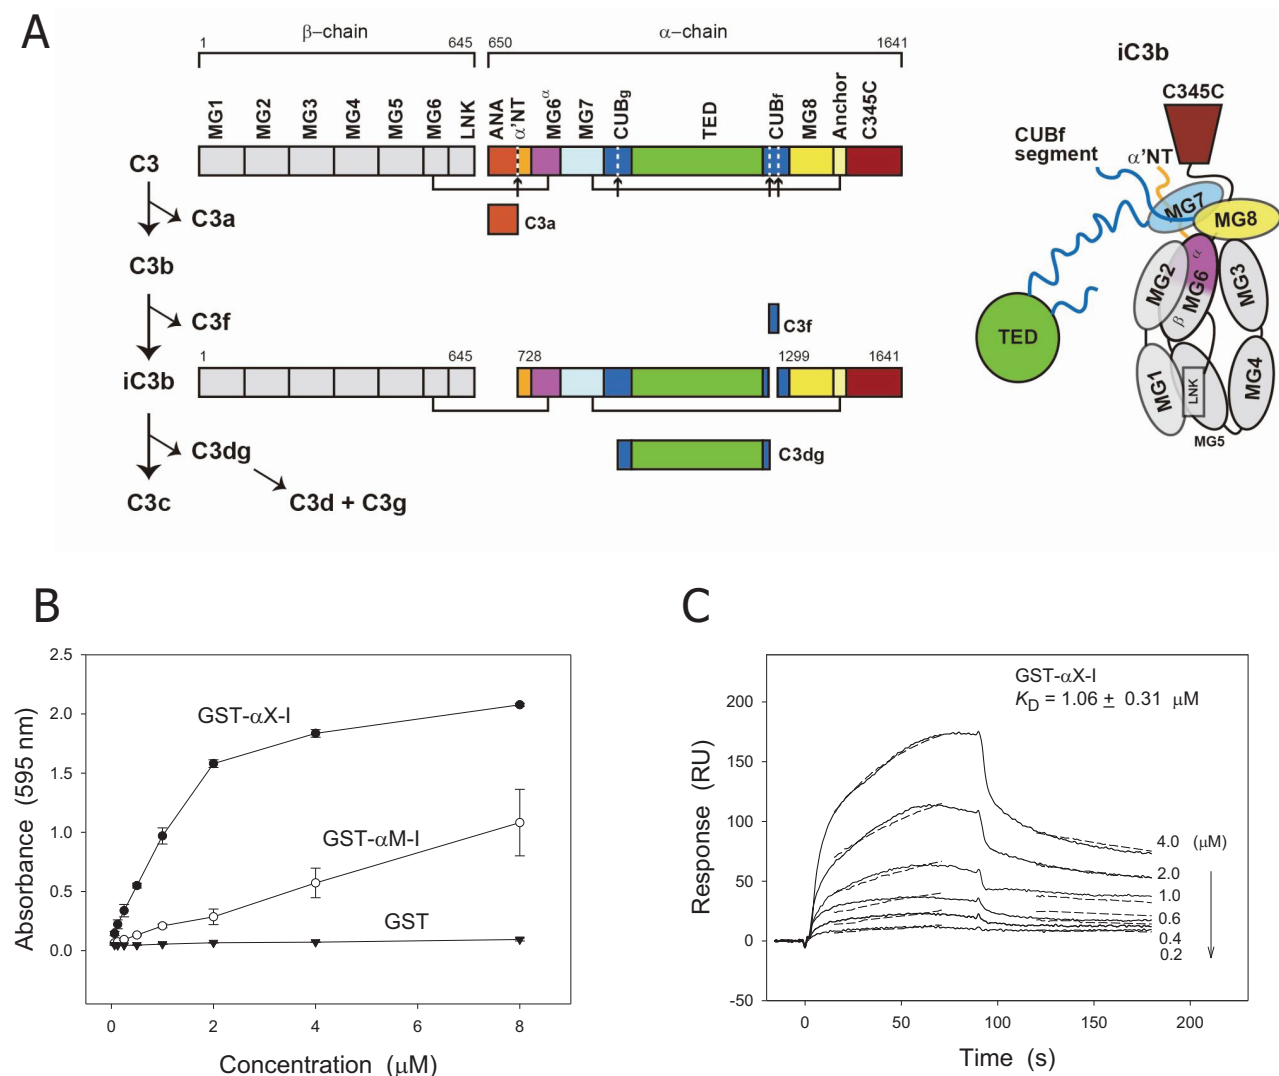 A
β–chain
α–chain
1
645
650
1641
MG1
MG2
MG3
MG4
MG5
MG6
LNK
ANA
α'NT
MG6α
MG7
CUBg
TED
CUBf
MG8
Anchor
C345C
C3
C3a
C3a
C3b
C3f
C3f
1
645
728
1299
1641
iC3b
C3dg
C3dg
C3c
C3d + C3g
iC3b
C345C
CUBf
segment
α'NT
MG7
MG8
MG2
α
MG6
β
MG3
TED
MG1
LNK
MG4
MG5
B
Absorbance (595 nm)
2.5
2.0
1.5
1.0
0.5
0.0
GST-αX-I
GST-αM-I
GST
0
2
4
6
8
Concentration (μM)
C
Response (RU)
200
150
100
50
0
-50
GST-αX-I
KD = 1.06 ± 0.31 μM
4.0 (μM)
2.0
1.0
0.6
0.4
0.2
0
50
100
150
200
Time (s)